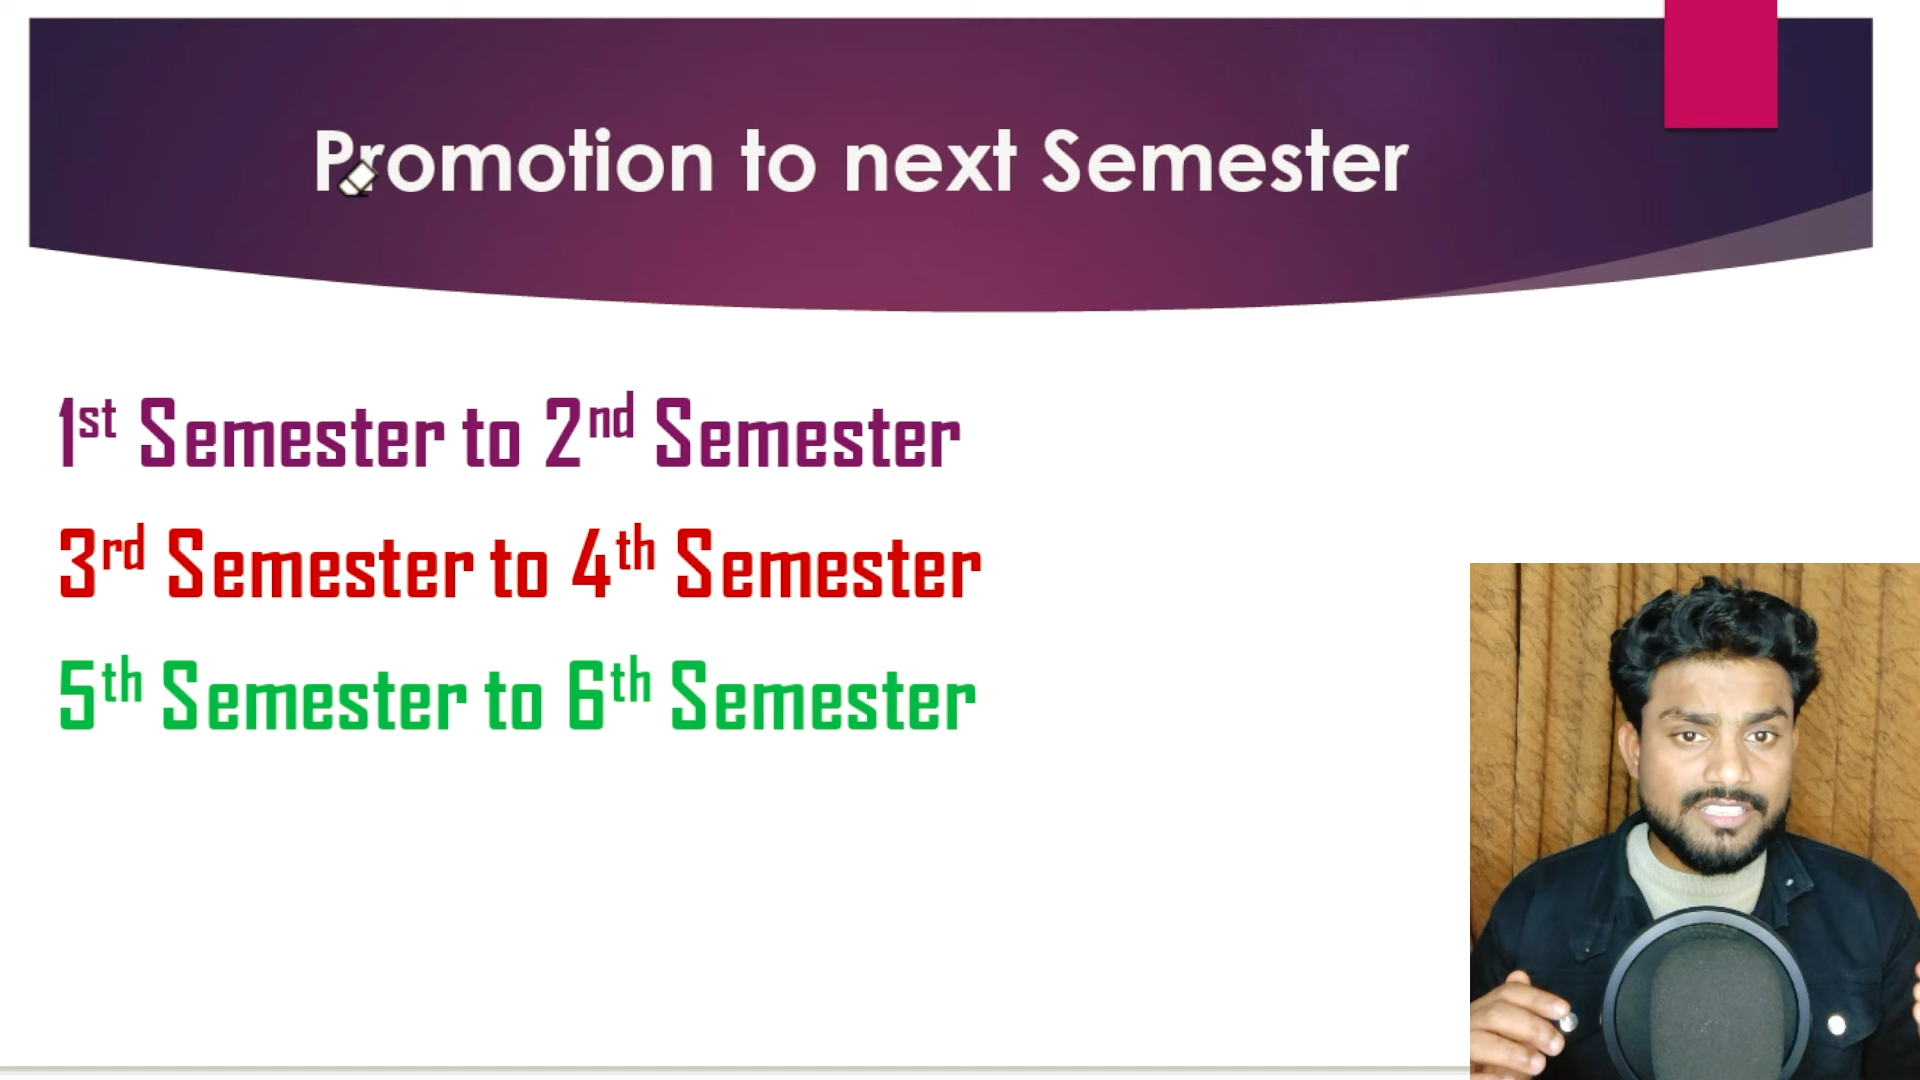 Promotion to next Semester
1st Semester to 2nd Semester
3rd Semester to 4th Semester
5th Semester to 6th Semester